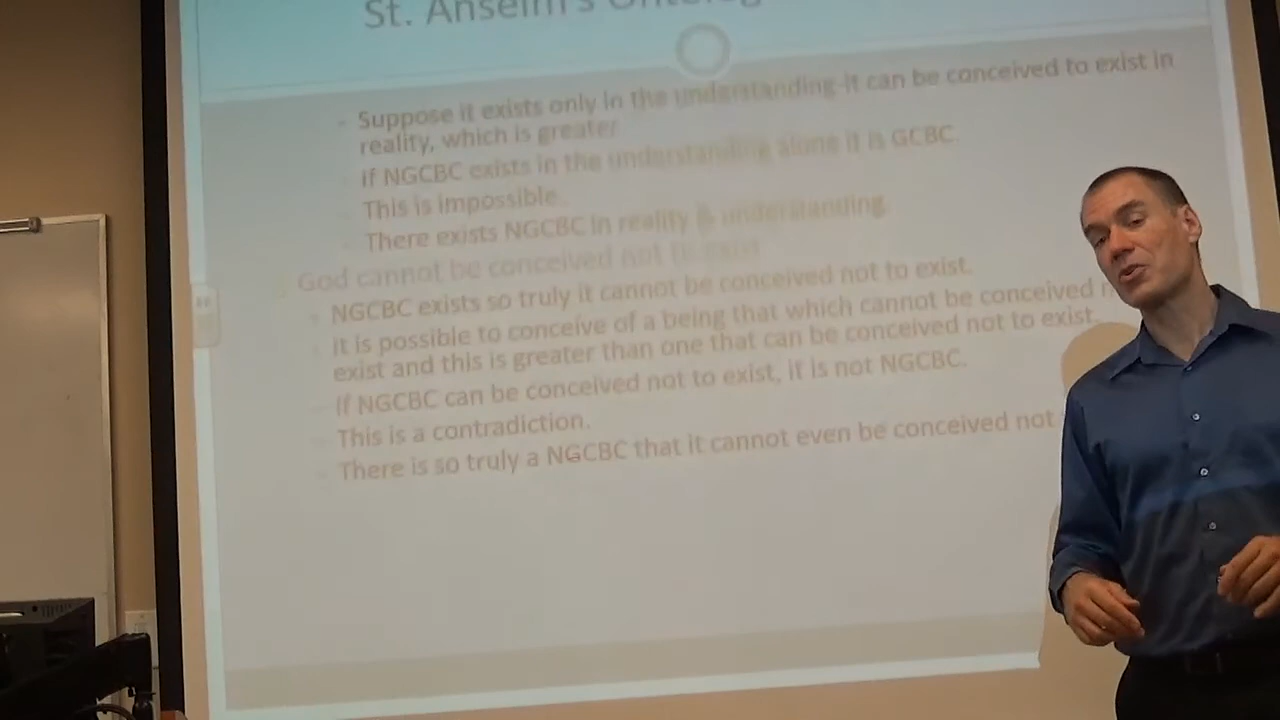 St. Anselm's Ontolog
Suppose it exists only in the understanding-it can be conceived to exist in
reality, which is greater
If NGCBC exists in the understanding alone it is GCBC.
This is impossible.
There exists NGCBC in reality & understanding.
God cannot be conceived not to exist
NGCBC exists so truly it cannot be conceived not to exist.
It is possible to conceive of a being that which cannot be conceived n
exist and this is greater than one that can be conceived not to exist.
If NGCBC can be conceived not to exist, it is not NGCBC.
This is a contradiction.
There is so truly a NGCBC that it cannot even be conceived not